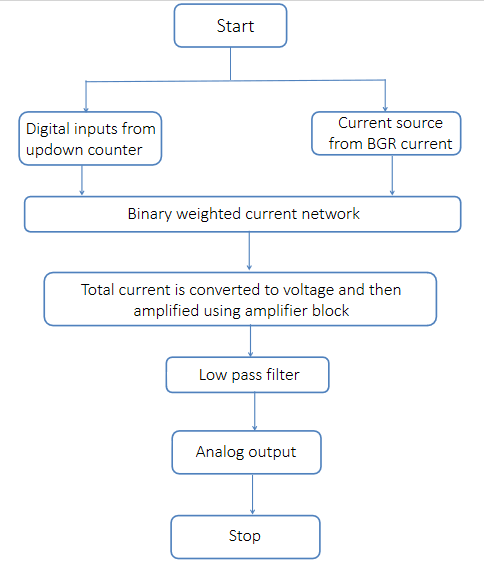 Start
Digital inputs from
updown counter
Current source
from BGR current
Binary weighted current network
Total current is converted to voltage and then
amplified using amplifier block
Low pass filter
Analog output
Stop